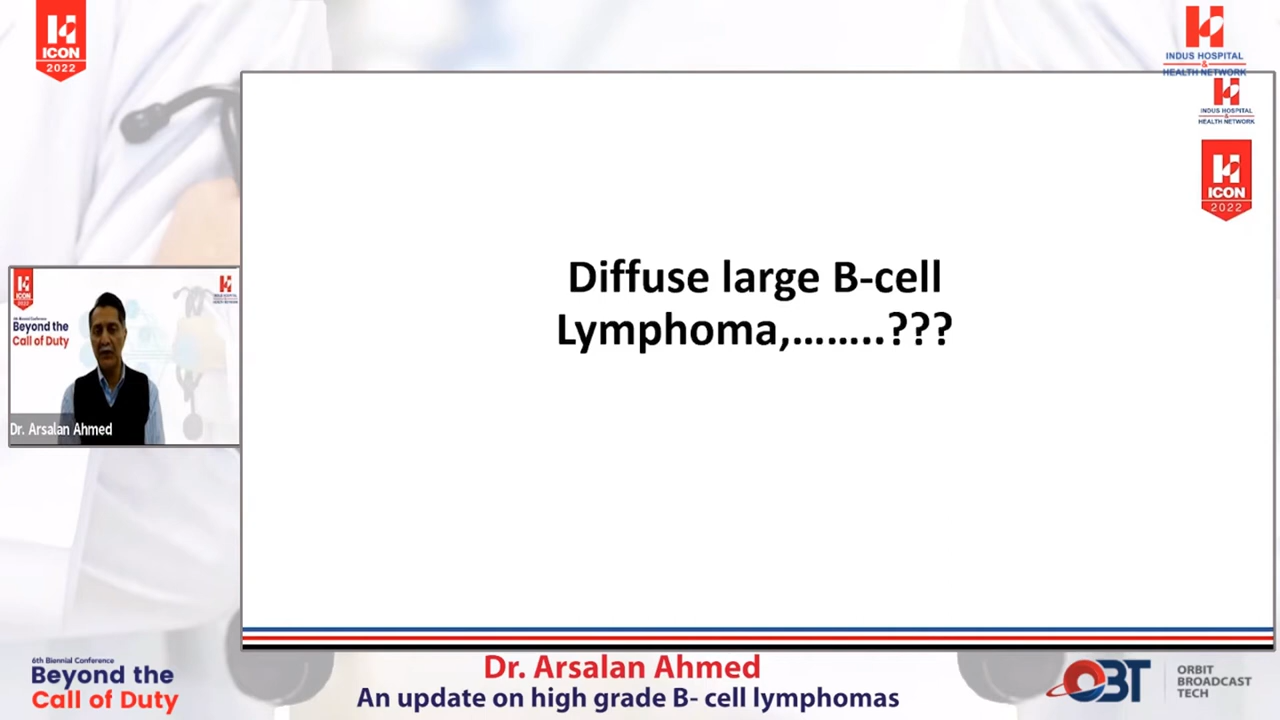 ICON
2022
INDUS HOSPITAL
&
HEALTH NETWORK
INDUS HOSPITAL
&
HEALTH NETWORK
ICON
2022
Diffuse large B-cell
Lymphoma,........???
ICON
2022
Beyond the
Call of Duty
Dr. Arsalan Ahmed
6th Biennial Conference
Beyond the
Call of Duty
Dr. Arsalan Ahmed
An update on high grade B- cell lymphomas
OBT
ORBIT
BROADCAST
TECH